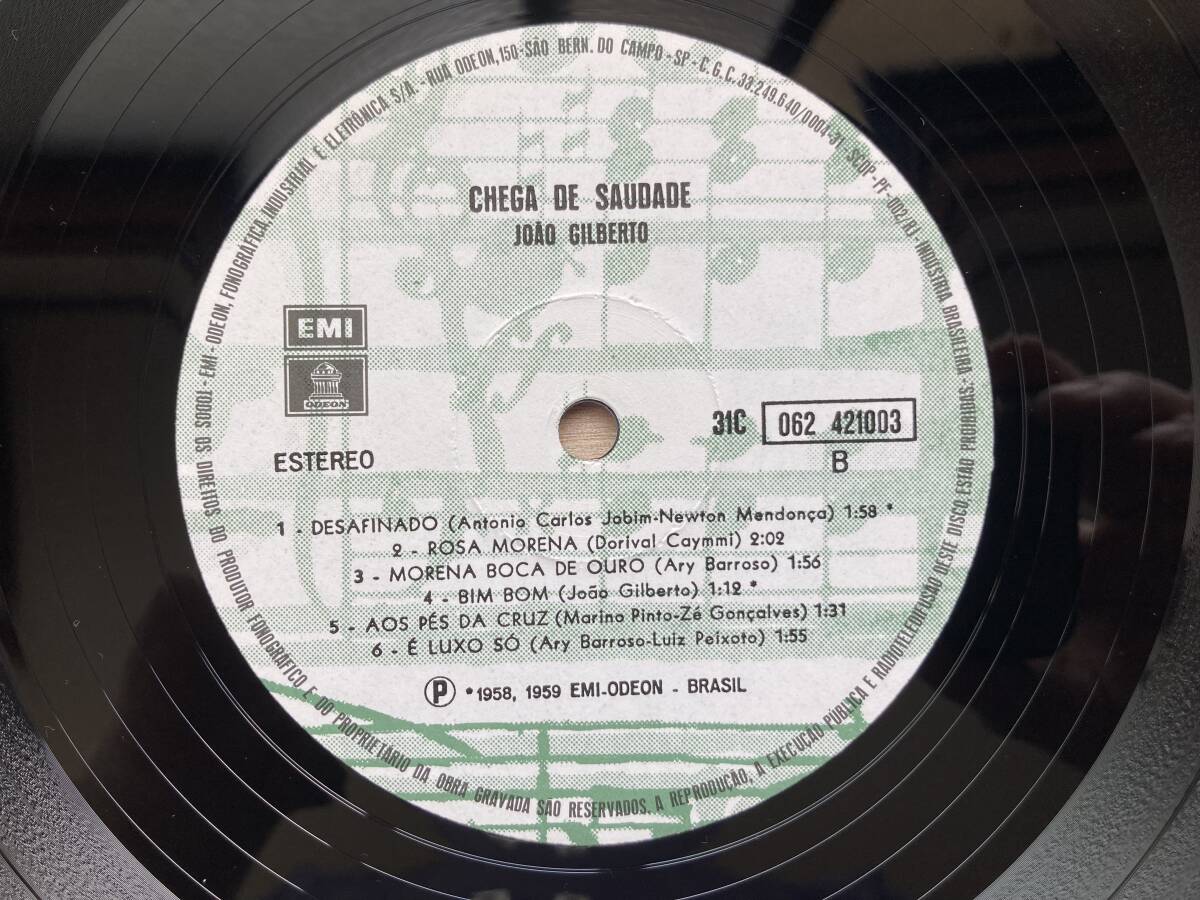 CHEGA DE SAUDADE
JOÃO GILBERTO
EMI
ODEON
ESTEREO
31C 062 421003
B
1 - DESAFINADO (Antonio Carlos Jobim-Newton Mendonça) 1:58 *
2 - ROSA MORENA (Dorival Caymmi) 2:02
3 - MORENA BOCA DE OURO (Ary Barroso) 1:56
4 - BIM BOM (João Gilberto) 1:12 *
5 - AOS PÉS DA CRUZ (Marino Pinto-Zé Gonçalves) 1:31
6 - É LUXO SÓ (Ary Barroso-Luiz Peixoto) 1:55
Ⓟ *1958, 1959 EMI-ODEON - BRASIL
TODOS OS DIREITOS DO PRODUTOR FONOGRÁFICO E DO PROPRIETÁRIO DA OBRA GRAVADA SÃO RESERVADOS. A REPRODUÇÃO, A EXECUÇÃO PÚBLICA E RADIOTELEDIFUSÃO DESTE DISCO, ESTÃO PROIBIDAS.
EMI-ODEON, FONOGRÁFICA, INDUSTRIAL E ELETRÔNICA S/A. - RUA ODEON, 150-SÃO BERN. DO CAMPO - SP - C.G.C. 33.249.640/0004-31 SCDP-PF-002/RJ - INDÚSTRIA BRASILEIRA